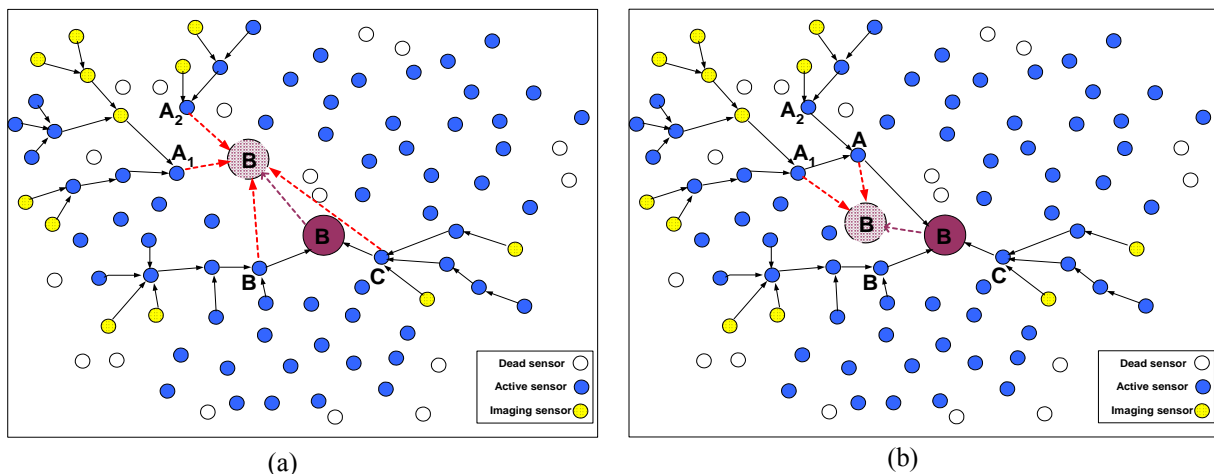 A2
A1
B
B
B
C
Dead sensor
Active sensor
Imaging sensor
(a)
A2
A1
A
B
B
B
C
Dead sensor
Active sensor
Imaging sensor
(b)